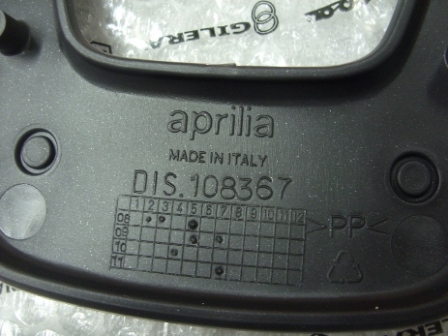 GILERA
aprilia
MADE IN ITALY
DIS.108367
1 2 3 4 5 6 7 8 9 10 11 12
08
09
10
11
>PP<